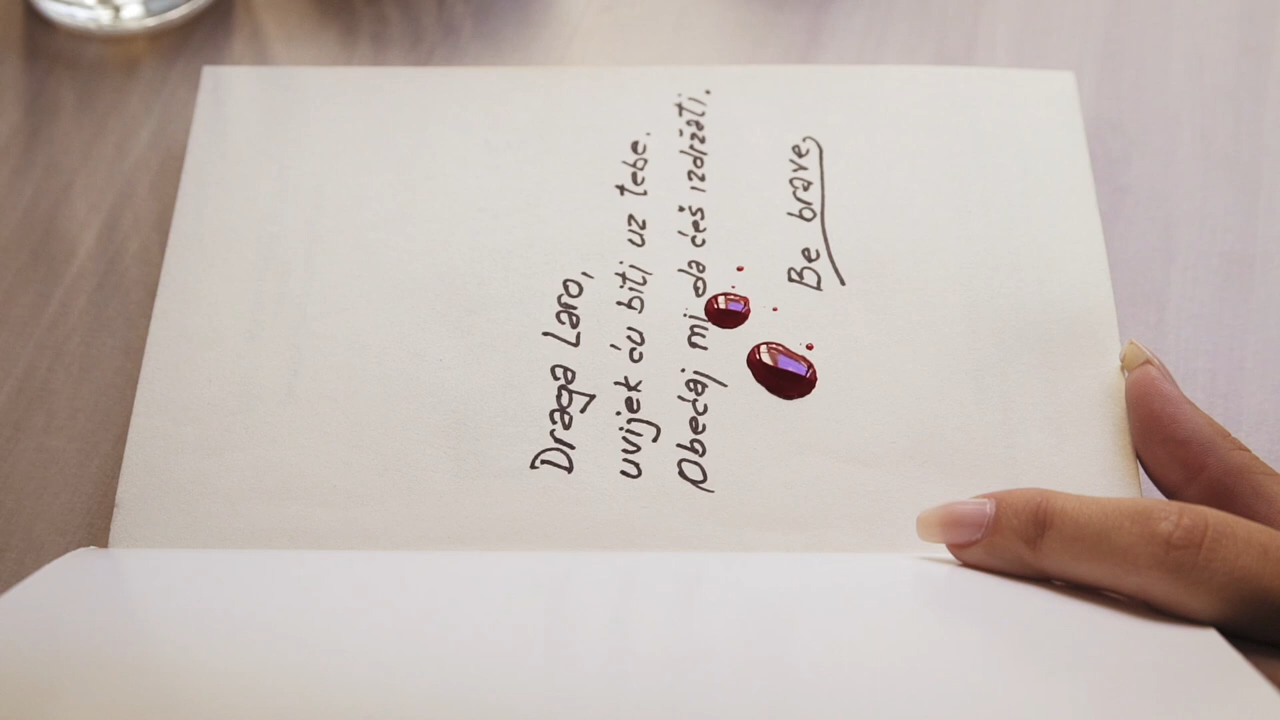 Draga Laro,
uvijek ću biti uz tebe.
Obećaj mi da ćeš izdržati.
Be brave,